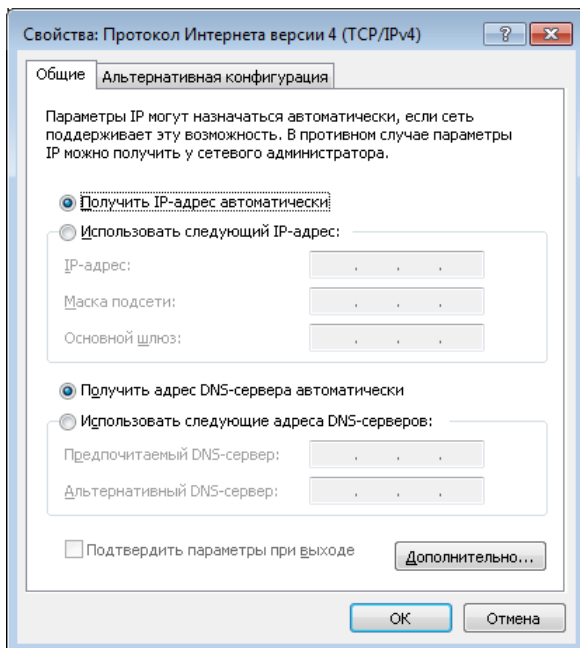 Свойства: Протокол Интернета версии 4 (TCP/IPv4)
Общие
Альтернативная конфигурация
Параметры IP могут назначаться автоматически, если сеть
поддерживает эту возможность. В противном случае параметры
IP можно получить у сетевого администратора.
Получить IP-адрес автоматически
Использовать следующий IP-адрес:
IP-адрес:
Маска подсети:
Основной шлюз:
Получить адрес DNS-сервера автоматически
Использовать следующие адреса DNS-серверов:
Предпочитаемый DNS-сервер:
Альтернативный DNS-сервер:
Подтвердить параметры при выходе
Дополнительно...
ОК
Отмена